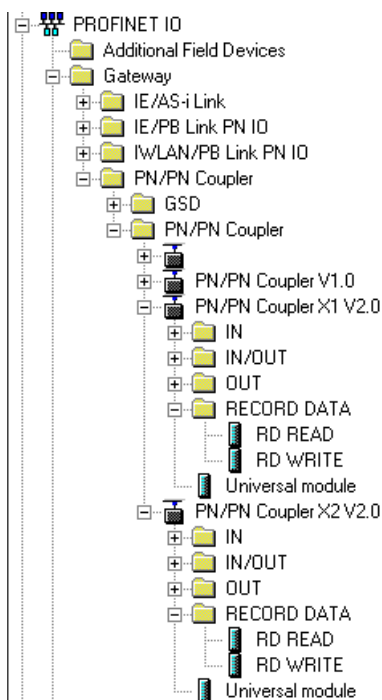 PROFINET IO
Additional Field Devices
Gateway
IE/AS-i Link
IE/PB Link PN IO
IWLAN/PB Link PN IO
PN/PN Coupler
GSD
PN/PN Coupler
PN/PN Coupler V1.0
PN/PN Coupler X1 V2.0
IN
IN/OUT
OUT
RECORD DATA
RD READ
RD WRITE
Universal module
PN/PN Coupler X2 V2.0
IN
IN/OUT
OUT
RECORD DATA
RD READ
RD WRITE
Universal module